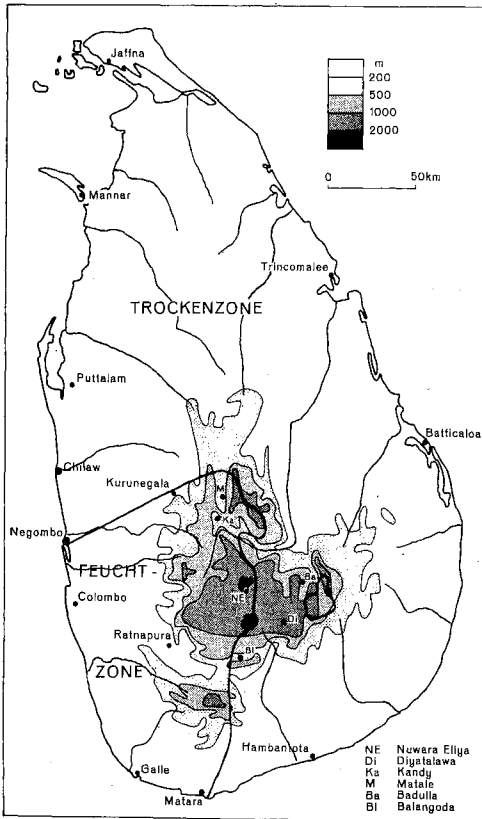 Jaffna
m
200
500
1000
2000
0 50km
Mannar
Trincomalee
TROCKENZONE
Puttalam
Batticaloa
Chilaw
Kurunegala
M
Ka
Negombo
FEUCHT-
Ba
NE
Colombo
Di
Ratnapura
Bl
ZONE
Hambantota
Galle
Matara
NE Nuwara Eliya
Di Diyatalawa
Ka Kandy
M Matale
Ba Badulla
Bl Balangoda